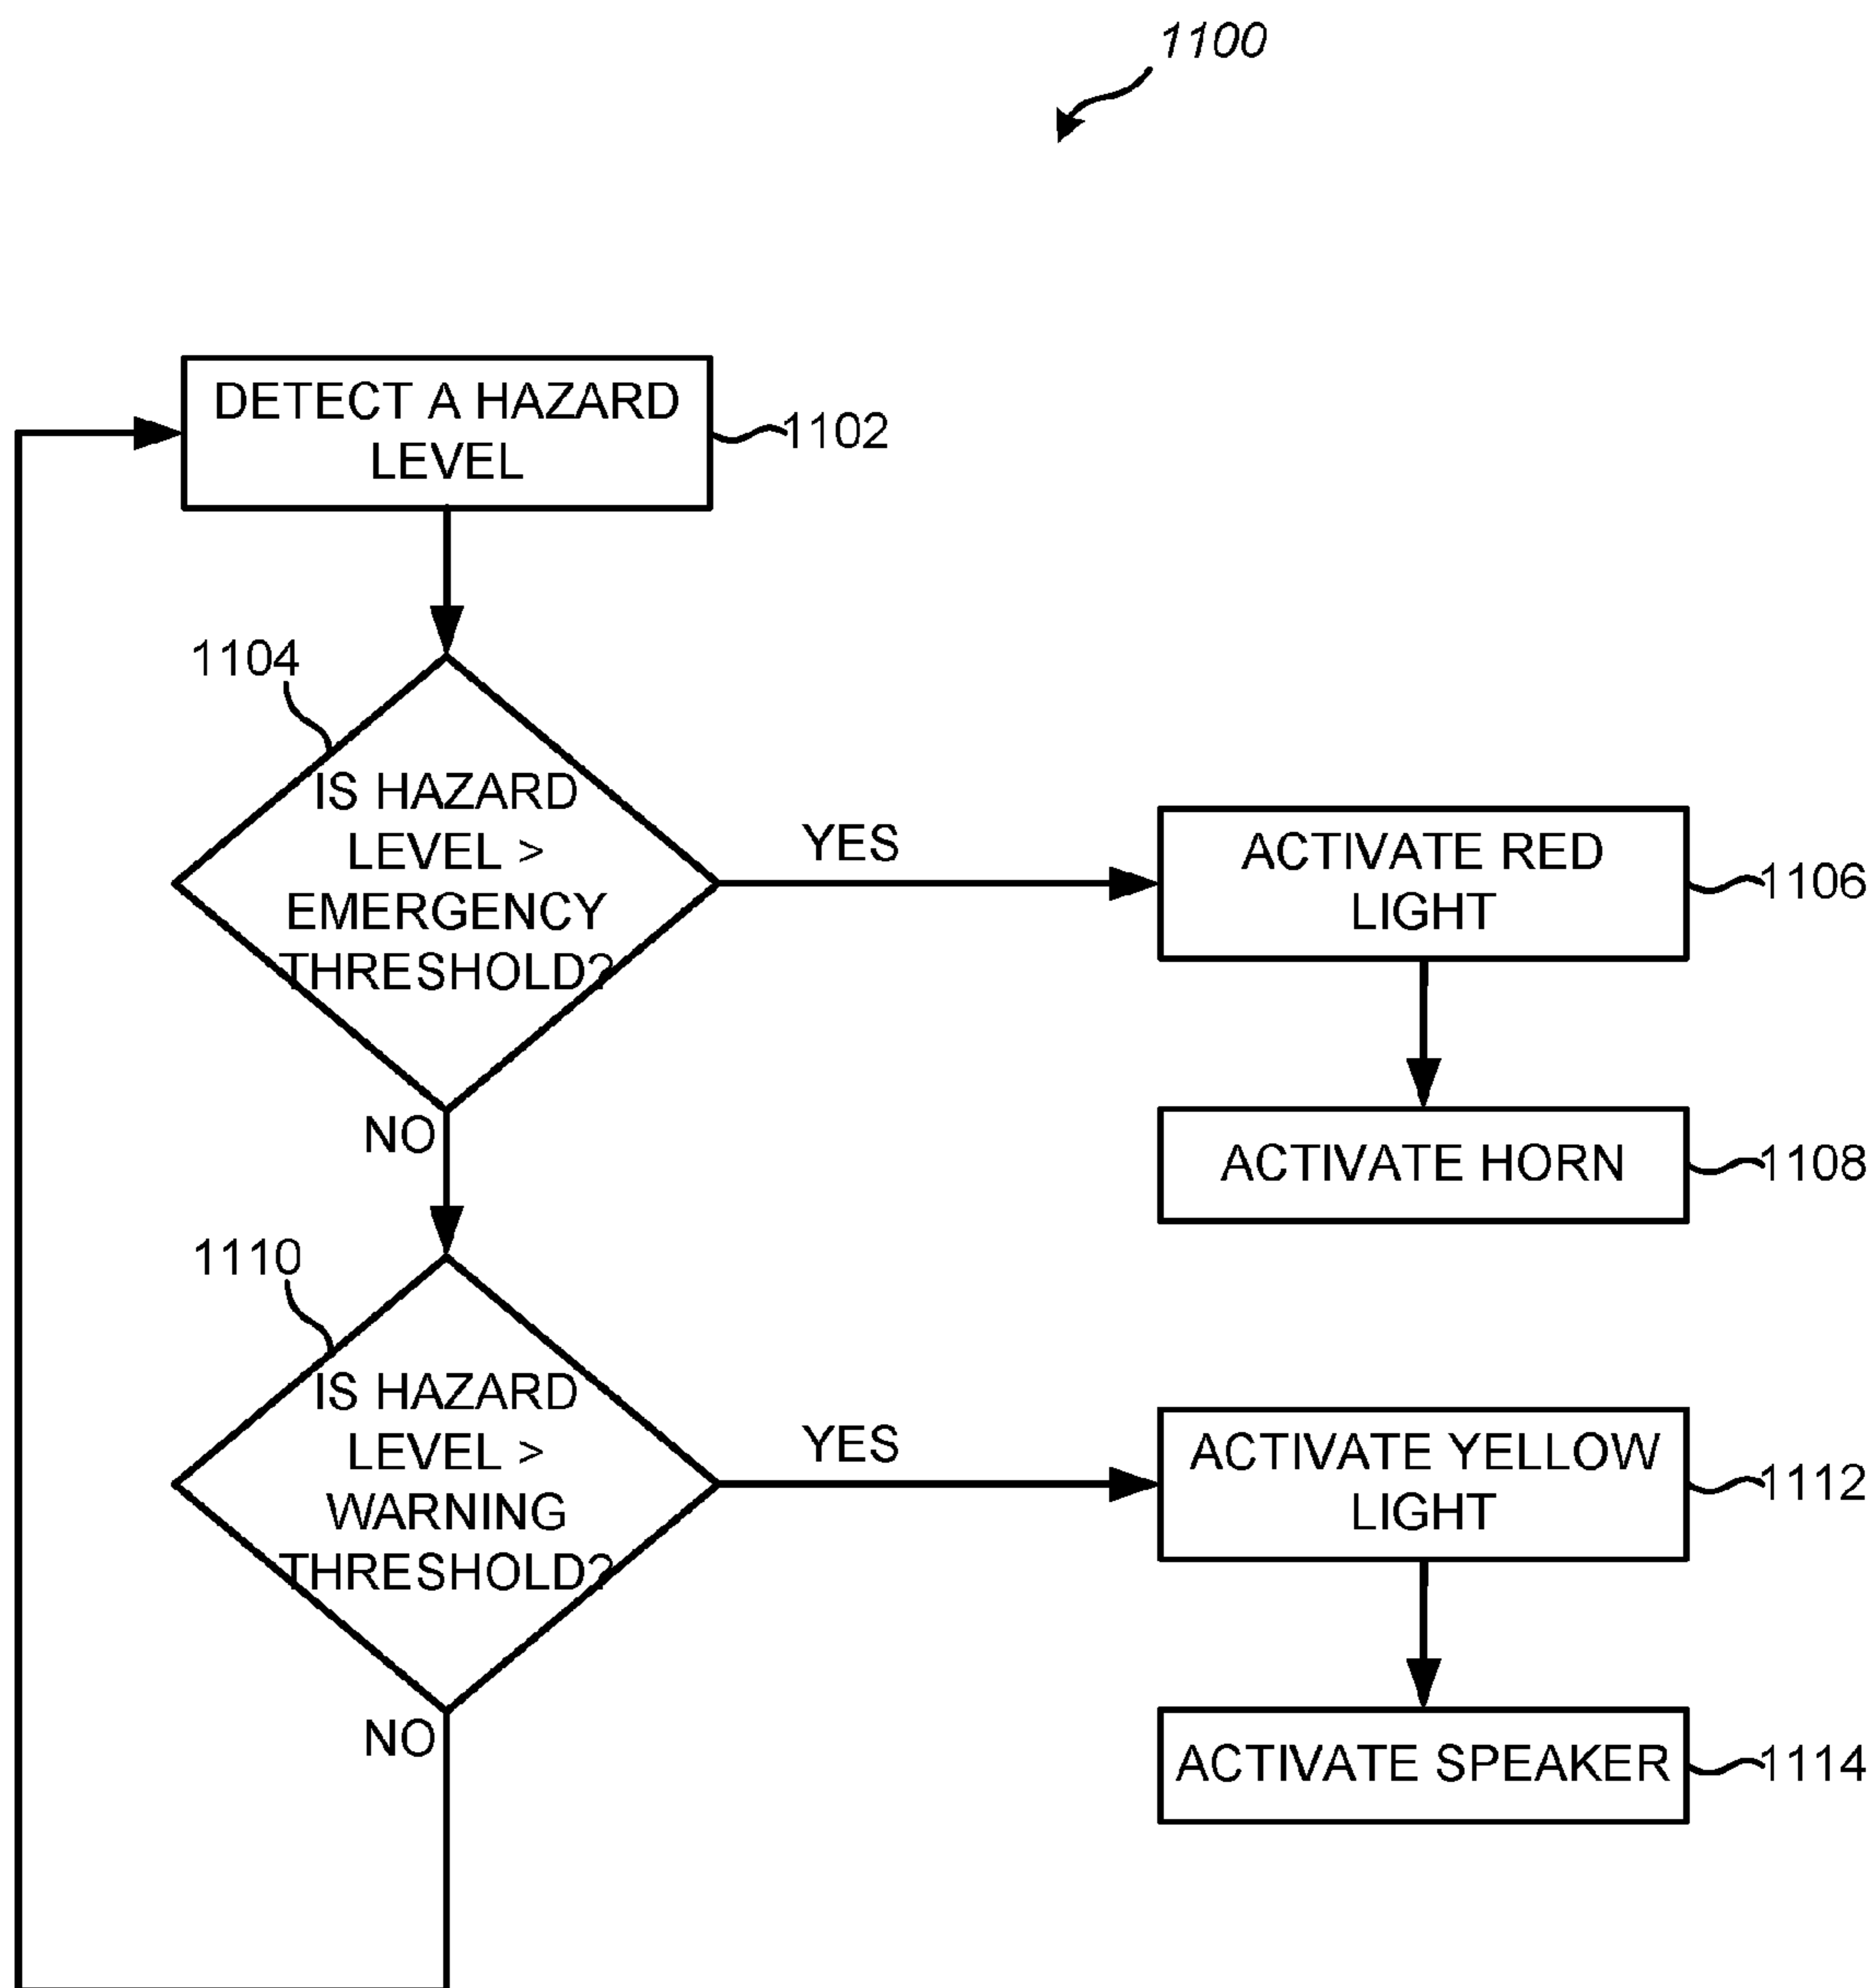 1100
DETECT A HAZARD
LEVEL
1102
1104
IS HAZARD
LEVEL >
EMERGENCY
THRESHOLD?
YES
ACTIVATE RED
LIGHT
1106
NO
ACTIVATE HORN
1108
1110
IS HAZARD
LEVEL >
WARNING
THRESHOLD?
YES
ACTIVATE YELLOW
LIGHT
1112
NO
ACTIVATE SPEAKER
1114